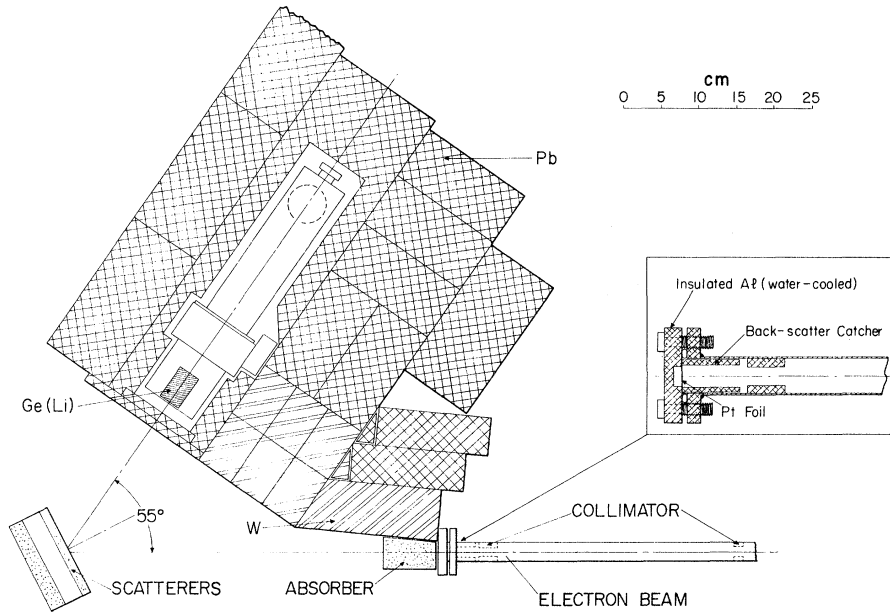 cm
0 5 10 15 20 25
Pb
Insulated Aℓ (water-cooled)
Back-scatter Catcher
Pt Foil
Ge(Li)
55°
W
COLLIMATOR
SCATTERERS
ABSORBER
ELECTRON BEAM